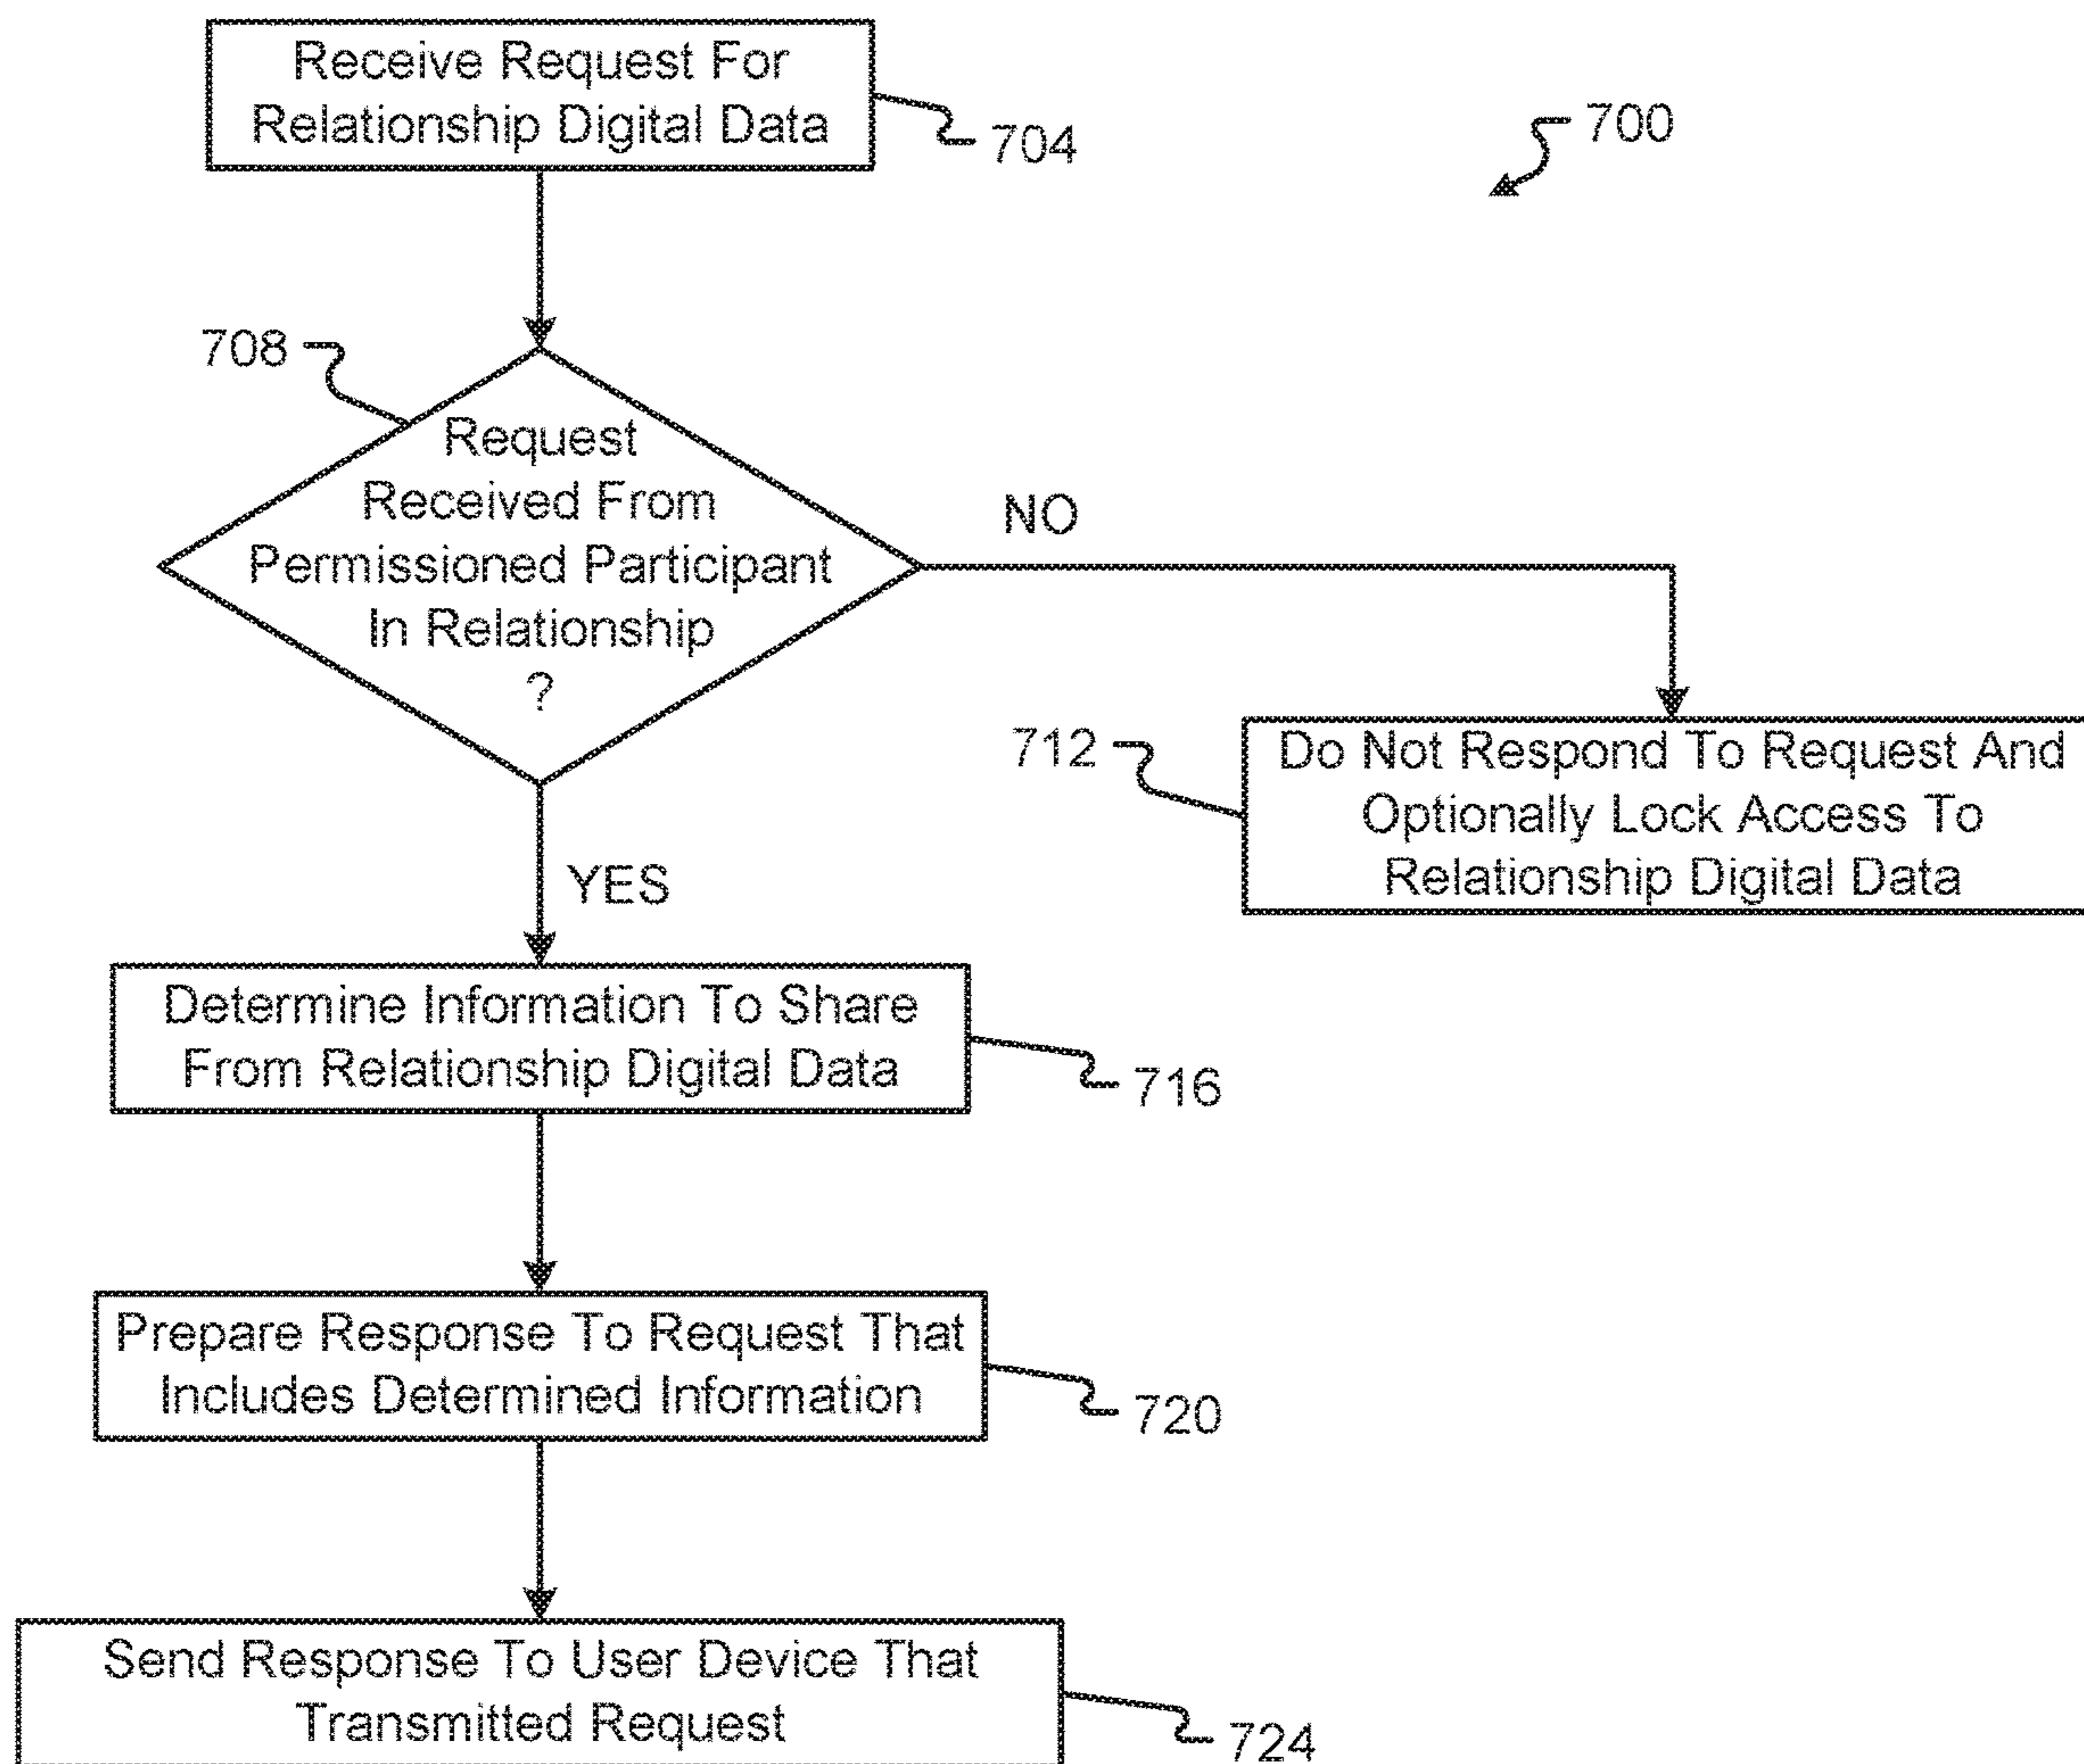 Receive Request For
Relationship Digital Data
704
700
708
Request
Received From
Permissioned Participant
In Relationship
?
NO
712
Do Not Respond To Request And
Optionally Lock Access To
Relationship Digital Data
YES
Determine Information To Share
From Relationship Digital Data
716
Prepare Response To Request That
Includes Determined Information
720
Send Response To User Device That
Transmitted Request
724